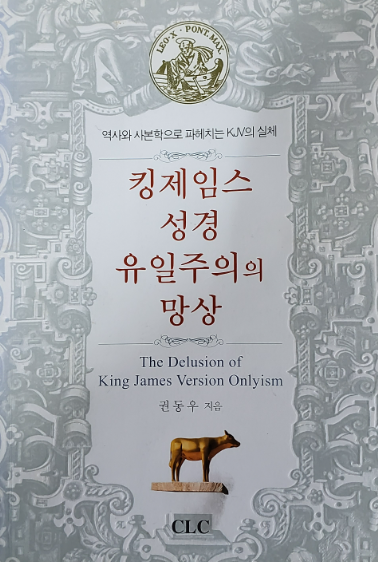 LEO·X·PONT.MAX.
역사와 사본학으로 파헤치는 KJV의 실체
킹제임스
성경
유일주의의
망상
The Delusion of
King James Version Onlyism
권동우 지음
CLC